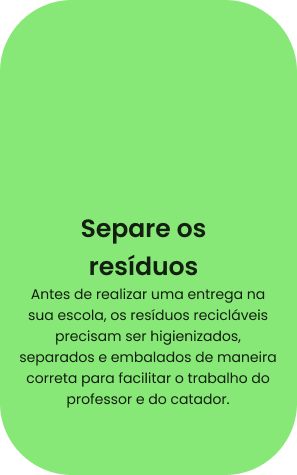 Separe os
resíduos
Antes de realizar uma entrega na
sua escola, os resíduos recicláveis
precisam ser higienizados,
separados e embalados de maneira
correta para facilitar o trabalho do
professor e do catador.